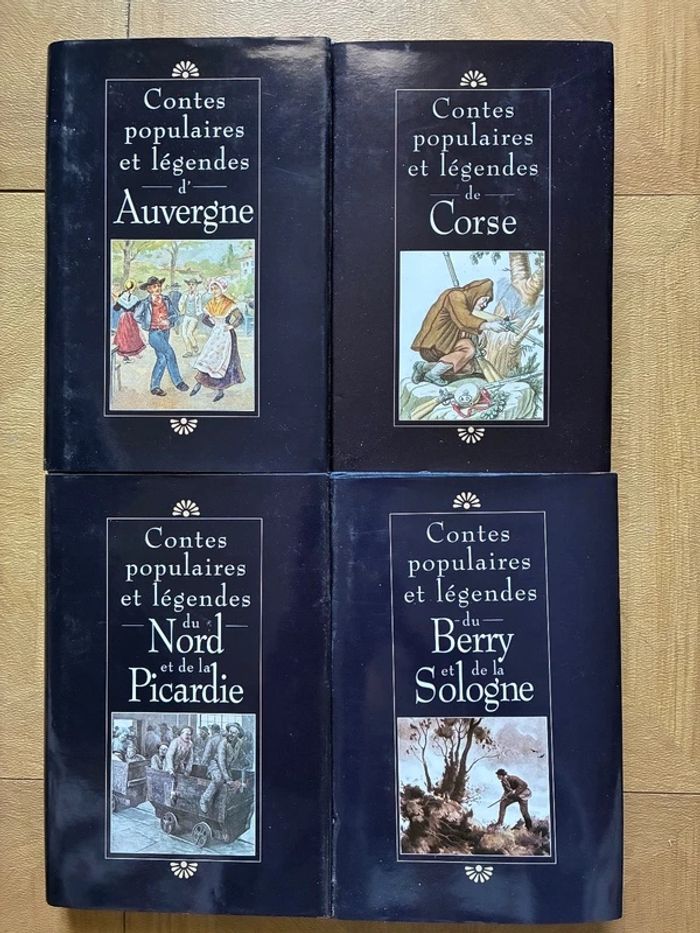 Contes
populaires
et légendes
d'
Auvergne
Contes
populaires
et légendes
de
Corse
Contes
populaires
et légendes
du
Nord
et de la
Picardie
Contes
populaires
et légendes
du
Berry
et de la
Sologne